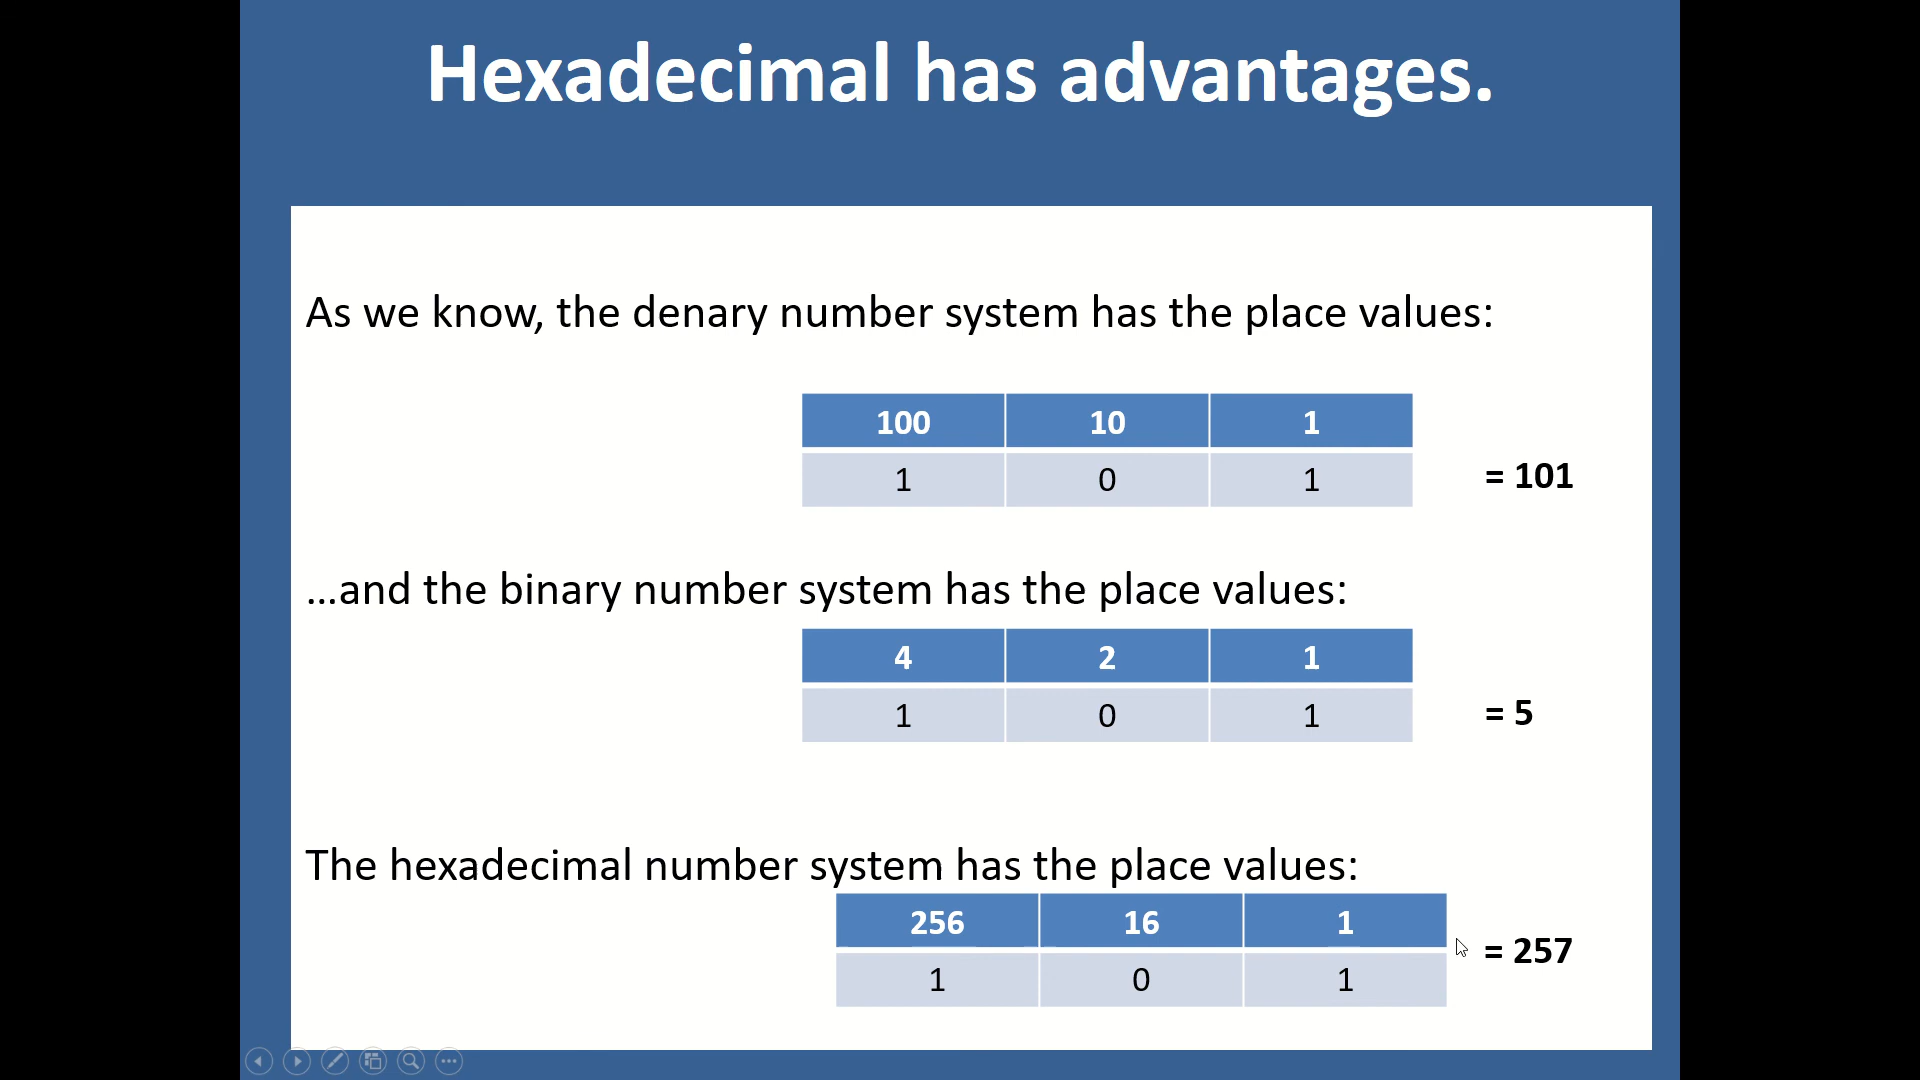 Hexadecimal has advantages.
As we know, the denary number system has the place values:
100 10 1
1 0 1
= 101
...and the binary number system has the place values:
4 2 1
1 0 1
= 5
The hexadecimal number system has the place values:
256 16 1
1 0 1
= 257